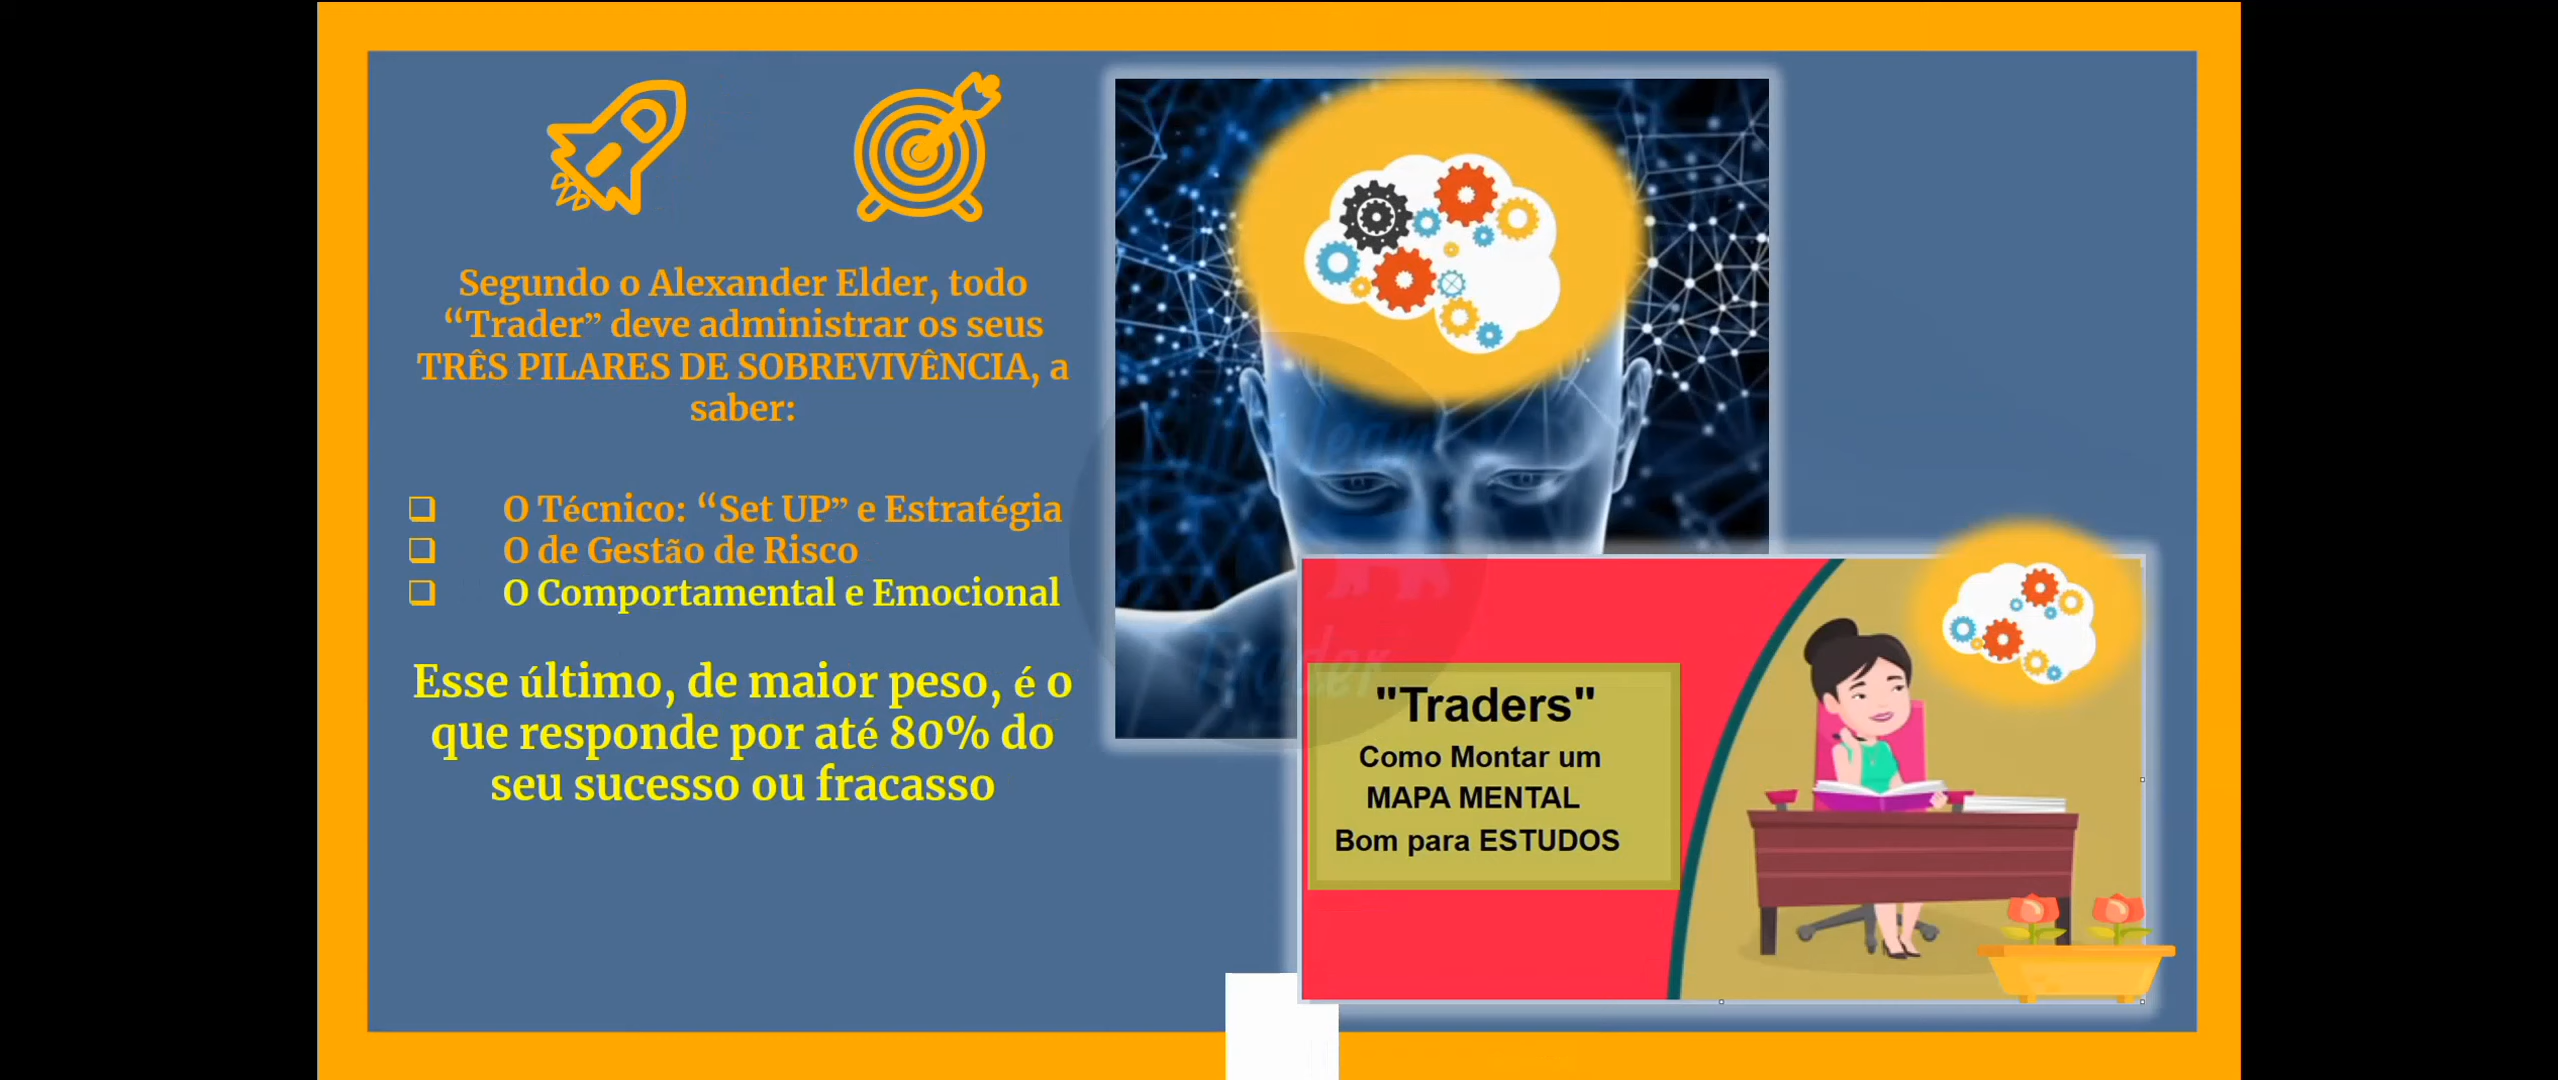 Segundo o Alexander Elder, todo
“Trader” deve administrar os seus
TRÊS PILARES DE SOBREVIVÊNCIA, a
saber:
O Técnico: “Set UP” e Estratégia
O de Gestão de Risco
O Comportamental e Emocional
Esse último, de maior peso, é o
que responde por até 80% do
seu sucesso ou fracasso
"Traders"
Como Montar um
MAPA MENTAL
Bom para ESTUDOS
Trader